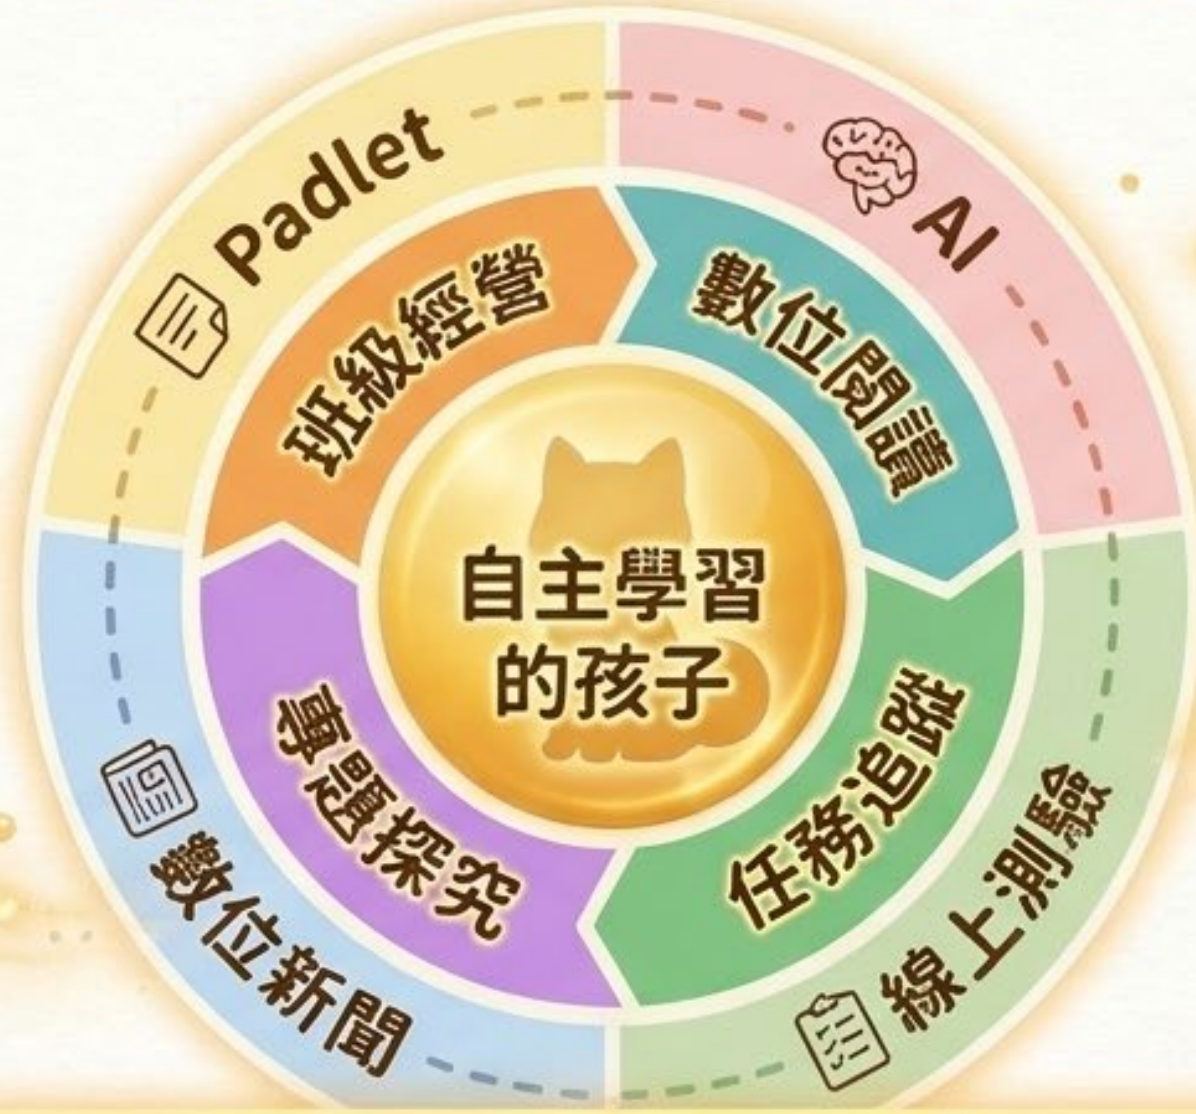 Padlet
AI
班級經營
數位閱讀
自主學習
的孩子
專題探究
任務追蹤
數位新聞
線上測驗